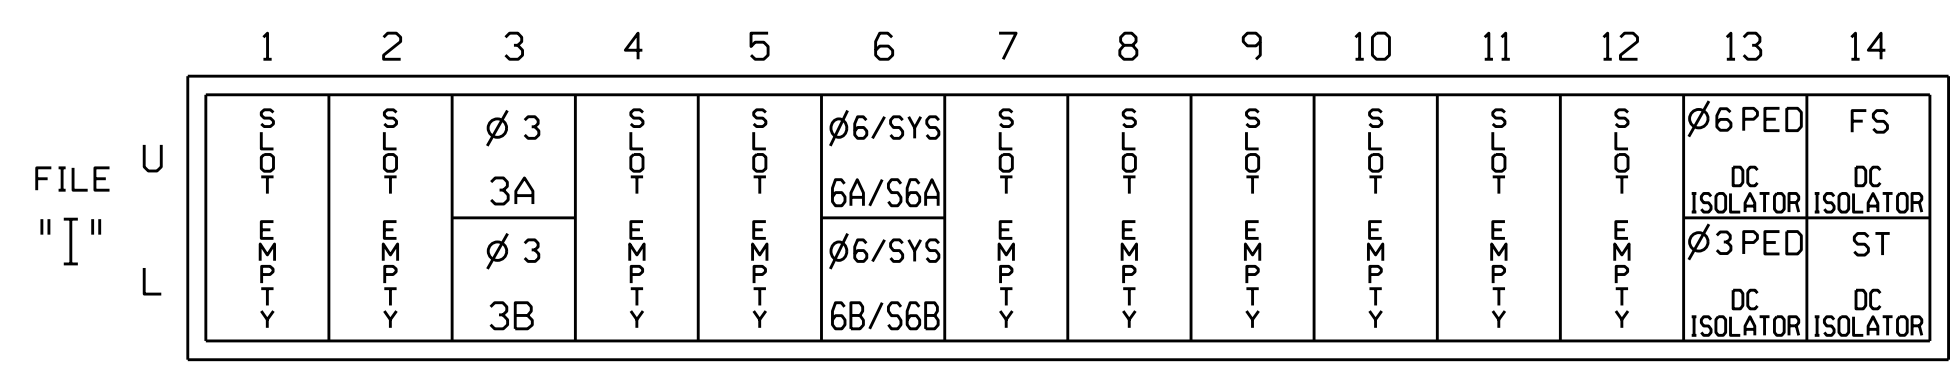 1 2 3 4 5 6 7 8 9 10 11 12 13 14
FILE
"I"
U
L
SLOT EMPTY
SLOT EMPTY
Ø 3
3A
Ø 3
3B
SLOT EMPTY
SLOT EMPTY
Ø6/SYS
6A/S6A
Ø6/SYS
6B/S6B
SLOT EMPTY
SLOT EMPTY
SLOT EMPTY
SLOT EMPTY
SLOT EMPTY
SLOT EMPTY
Ø6 PED
DC
ISOLATOR
Ø3 PED
DC
ISOLATOR
FS
DC
ISOLATOR
ST
DC
ISOLATOR